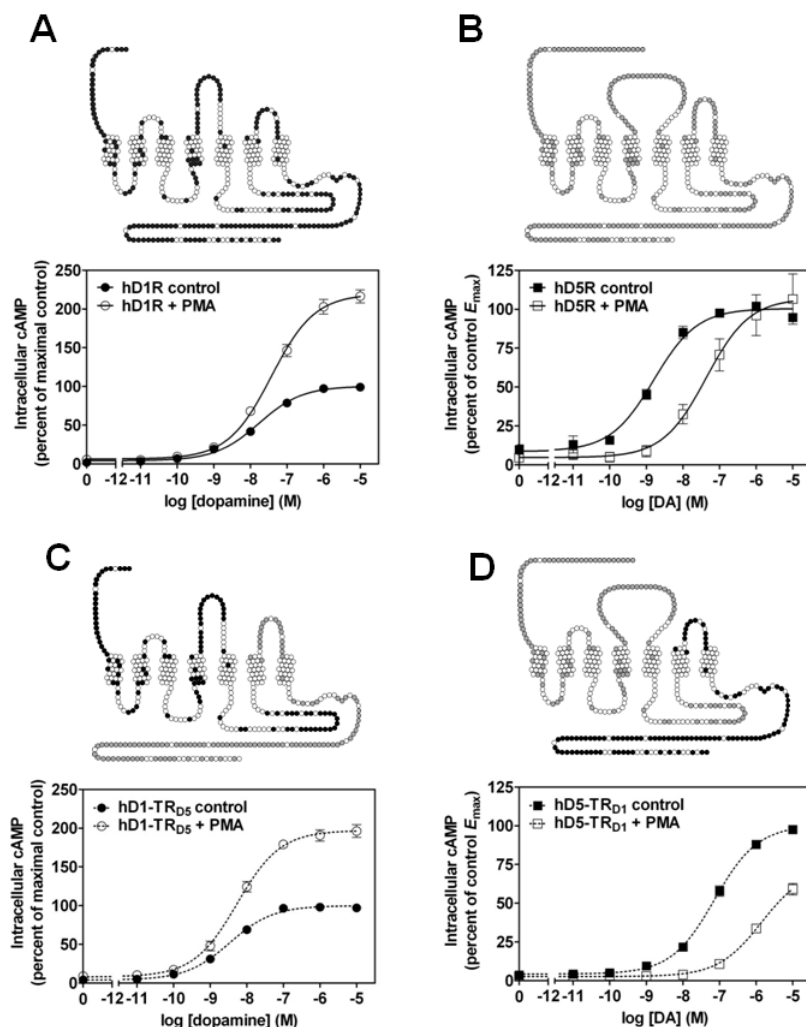 A
250
200
150
100
50
0
hD1R control
hD1R + PMA
Intracellular cAMP
(percent of maximal control)
0 -12 -11 -10 -9 -8 -7 -6 -5
log [dopamine] (M)
B
125
100
75
50
25
0
hD5R control
hD5R + PMA
Intracellular cAMP
(percent of control Emax)
0 -12 -11 -10 -9 -8 -7 -6 -5
log [DA] (M)
C
250
200
150
100
50
0
hD1-TRD5 control
hD1-TRD5 + PMA
Intracellular cAMP
(percent of maximal control)
0 -12 -11 -10 -9 -8 -7 -6 -5
log [dopamine] (M)
D
125
100
75
50
25
0
hD5-TRD1 control
hD5-TRD1 + PMA
Intracellular cAMP
(percent of control Emax)
0 -12 -11 -10 -9 -8 -7 -6 -5
log [DA] (M)